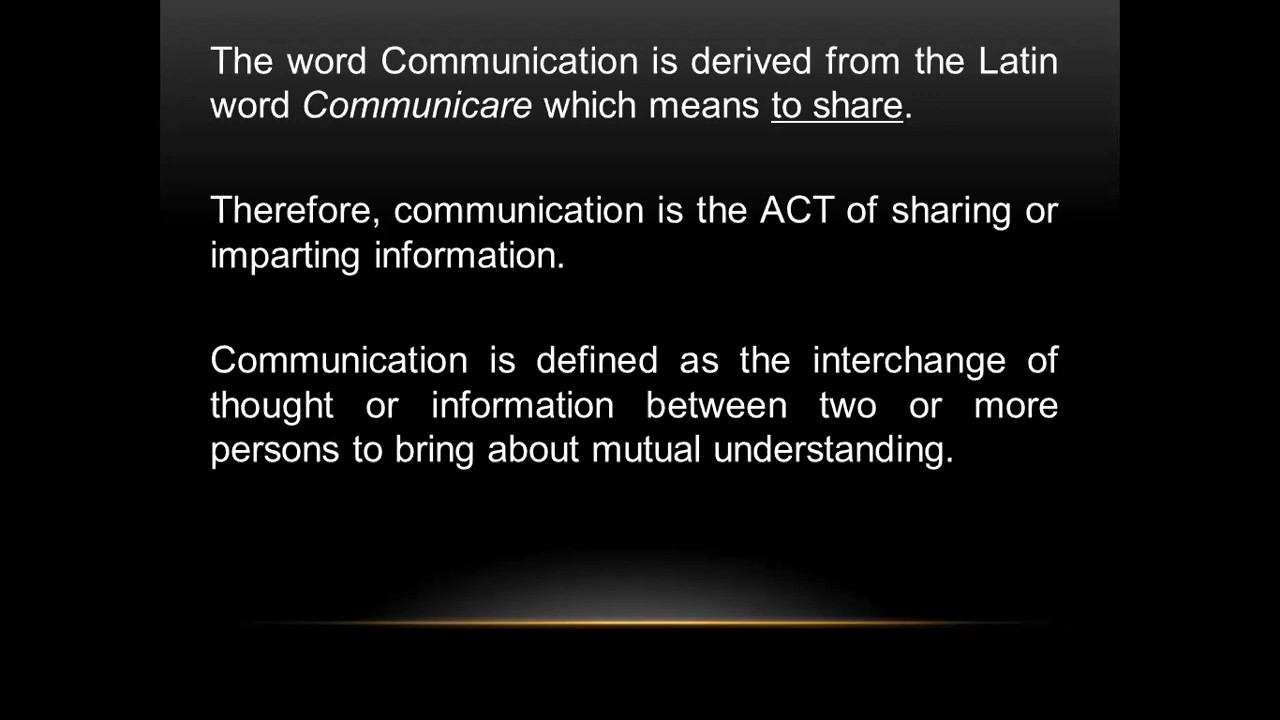 The word Communication is derived from the Latin
word Communicare which means to share.
Therefore, communication is the ACT of sharing or
imparting information.
Communication is defined as the interchange of
thought or information between two or more
persons to bring about mutual understanding.